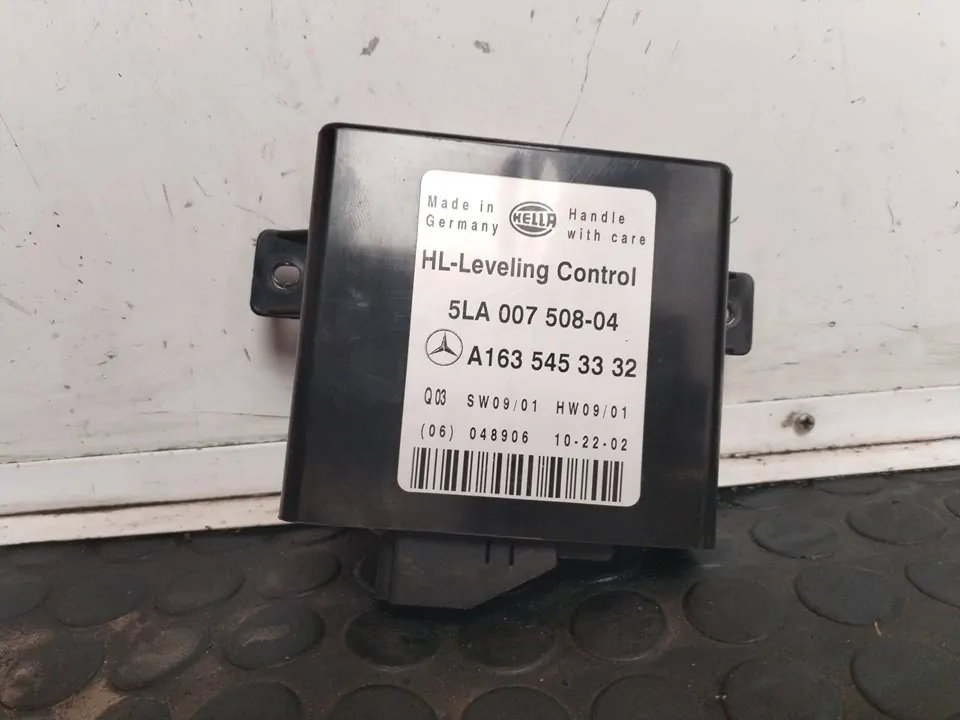 Made in Germany
HELLA
Handle with care
HL-Leveling Control
5LA 007 508-04
A163 545 33 32
Q03 SW09/01 HW09/01
(06) 048906 10-22-02